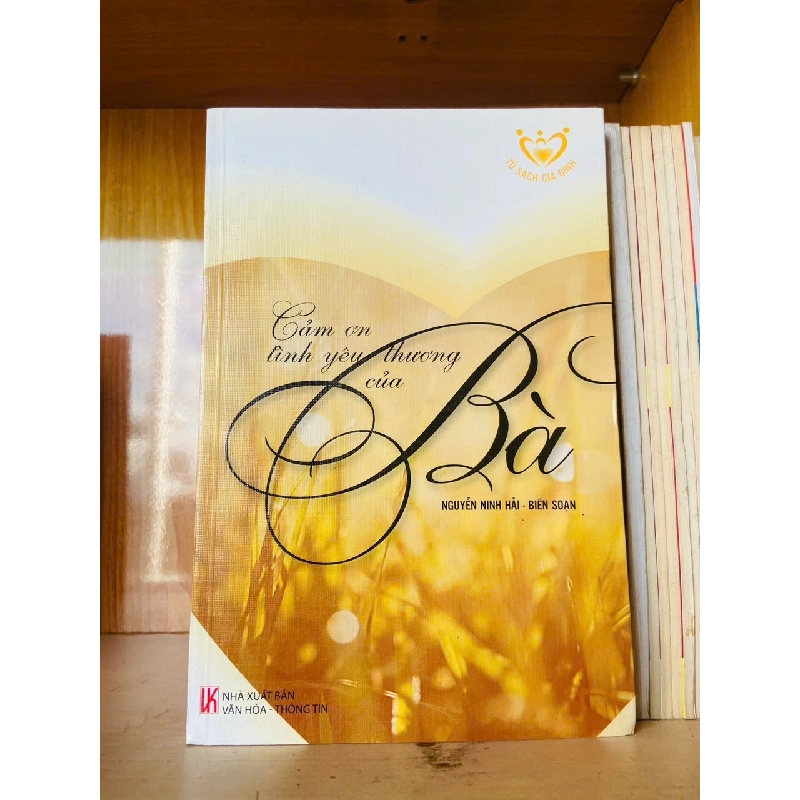 TỦ SÁCH GIA ĐÌNH
Cảm ơn
tình yêu thương
của
Bà
NGUYỄN NINH HẢI - BIÊN SOẠN
NHÀ XUẤT BẢN
VĂN HÓA - THÔNG TIN